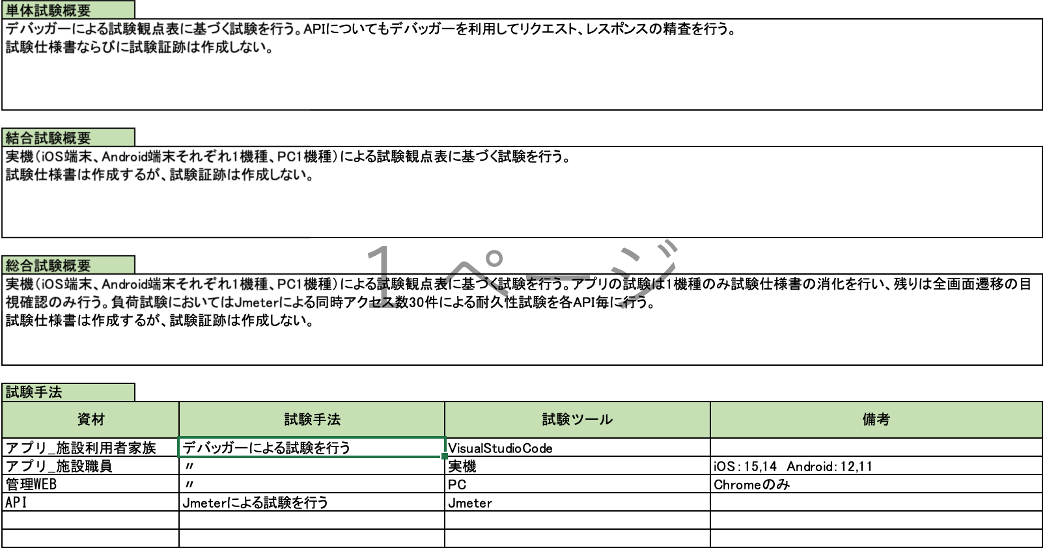 単体試験概要
デバッガーによる試験観点表に基づく試験を行う。APIについてもデバッガーを利用してリクエスト、レスポンスの精査を行う。
試験仕様書ならびに試験証跡は作成しない。
結合試験概要
実機（iOS端末、Android端末それぞれ1機種、PC1機種）による試験観点表に基づく試験を行う。
試験仕様書は作成するが、試験証跡は作成しない。
1 ページ
総合試験概要
実機（iOS端末、Android端末それぞれ1機種、PC1機種）による試験観点表に基づく試験を行う。アプリの試験は1機種のみ試験仕様書の消化を行い、残りは全画面遷移の目
視確認のみ行う。負荷試験においてはJmeterによる同時アクセス数30件による耐久性試験を各API毎に行う。
試験仕様書は作成するが、試験証跡は作成しない。
試験手法
資材 試験手法 試験ツール 備考
アプリ_施設利用者家族 デバッガーによる試験を行う VisualStudioCode
アプリ_施設職員 〃 実機 iOS：15,14 Android：12,11
管理WEB 〃 PC Chromeのみ
API Jmeterによる試験を行う Jmeter